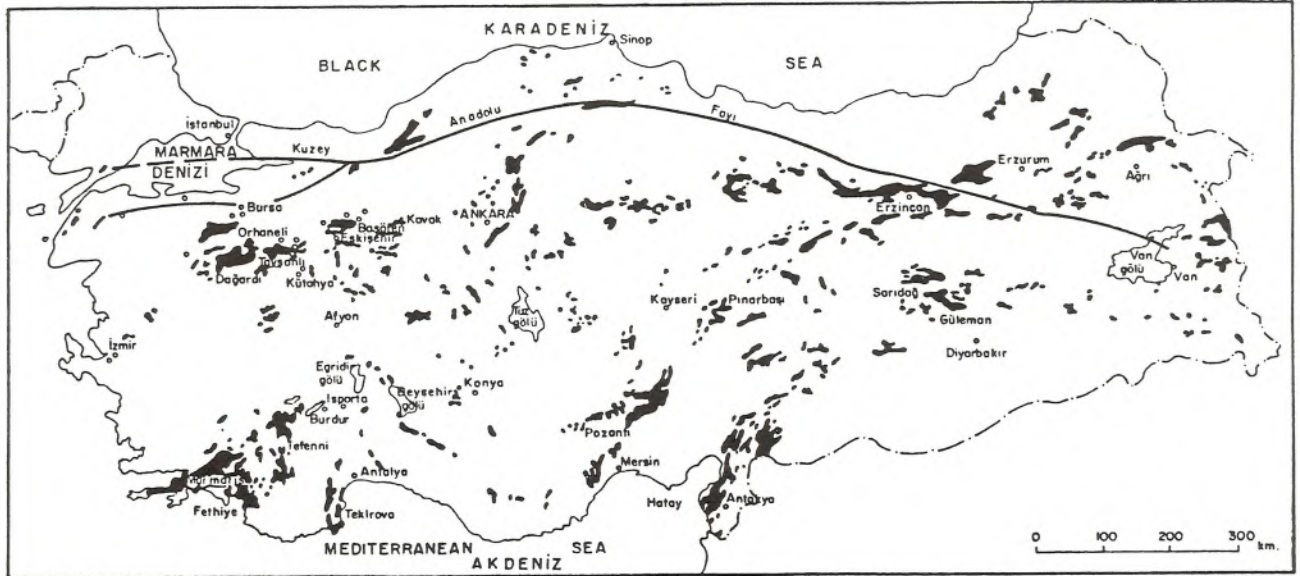 KARADENİZ
Sinop
BLACK SEA
Anadolu
Fayı
İstanbul
Kuzey
MARMARA
DENİZİ
Erzurum
Ağrı
Bursa
ANKARA
Kavak
Başören
Eskişehir
Erzincan
Orhaneli
Tavşanlı
Dağardı
Kütahya
Van
gölü
Van
Kayseri
Pınarbaşı
Sarıdağ
Güleman
Tuz
gölü
Afyon
İzmir
Diyarbakır
Egridir
gölü
Isparta
Burdur
Beyşehir
gölü
Konya
Tefenni
Pozantı
Mersin
Marmaris
Antalya
Hatay
Antakya
Fethiye
Tekirova
MEDITERRANEAN SEA
AKDENİZ
0 100 200 300
km.